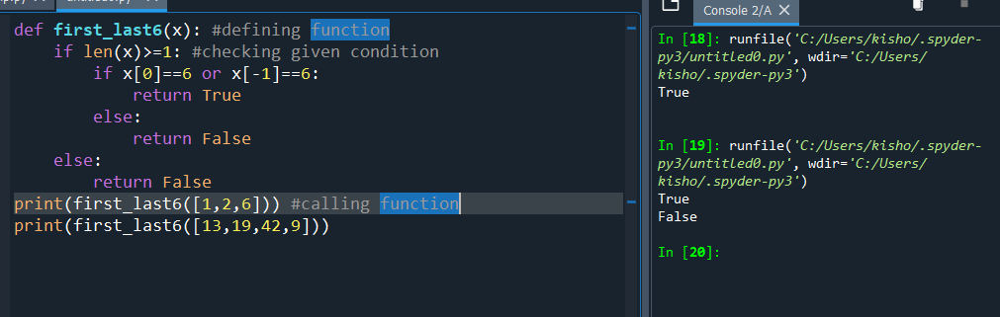 Console 2/A
def first_last6(x): #defining function
    if len(x)>=1: #checking given condition
        if x[0]==6 or x[-1]==6:
            return True
        else:
            return False
    else:
        return False
print(first_last6([1,2,6])) #calling function
print(first_last6([13,19,42,9]))
In [18]: runfile('C:/Users/kisho/.spyder-
py3/untitled0.py', wdir='C:/Users/
kisho/.spyder-py3')
True
In [19]: runfile('C:/Users/kisho/.spyder-
py3/untitled0.py', wdir='C:/Users/
kisho/.spyder-py3')
True
False
In [20]: